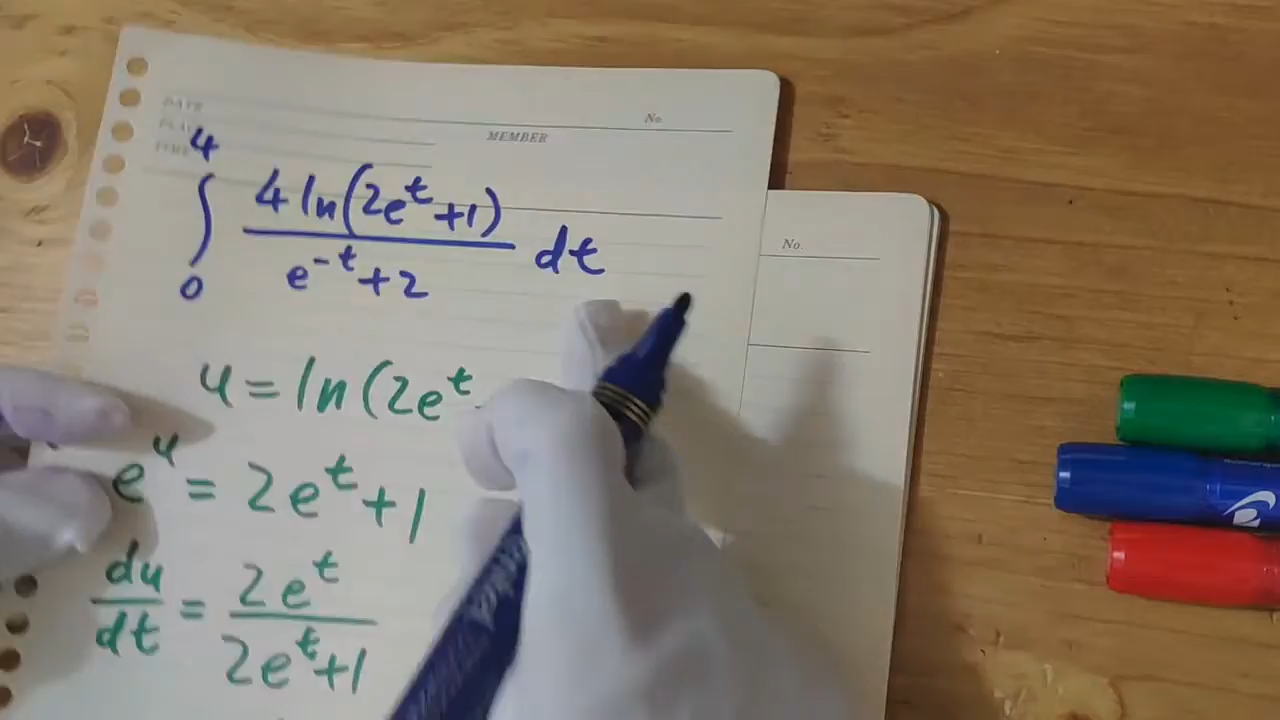 DATE
No.
MEMBER
No.
4
∫ 4 ln(2e^t+1) / e^-t+2 dt
0
u = ln(2e^t
e^u = 2e^t+1
du/dt = 2e^t / 2e^t+1